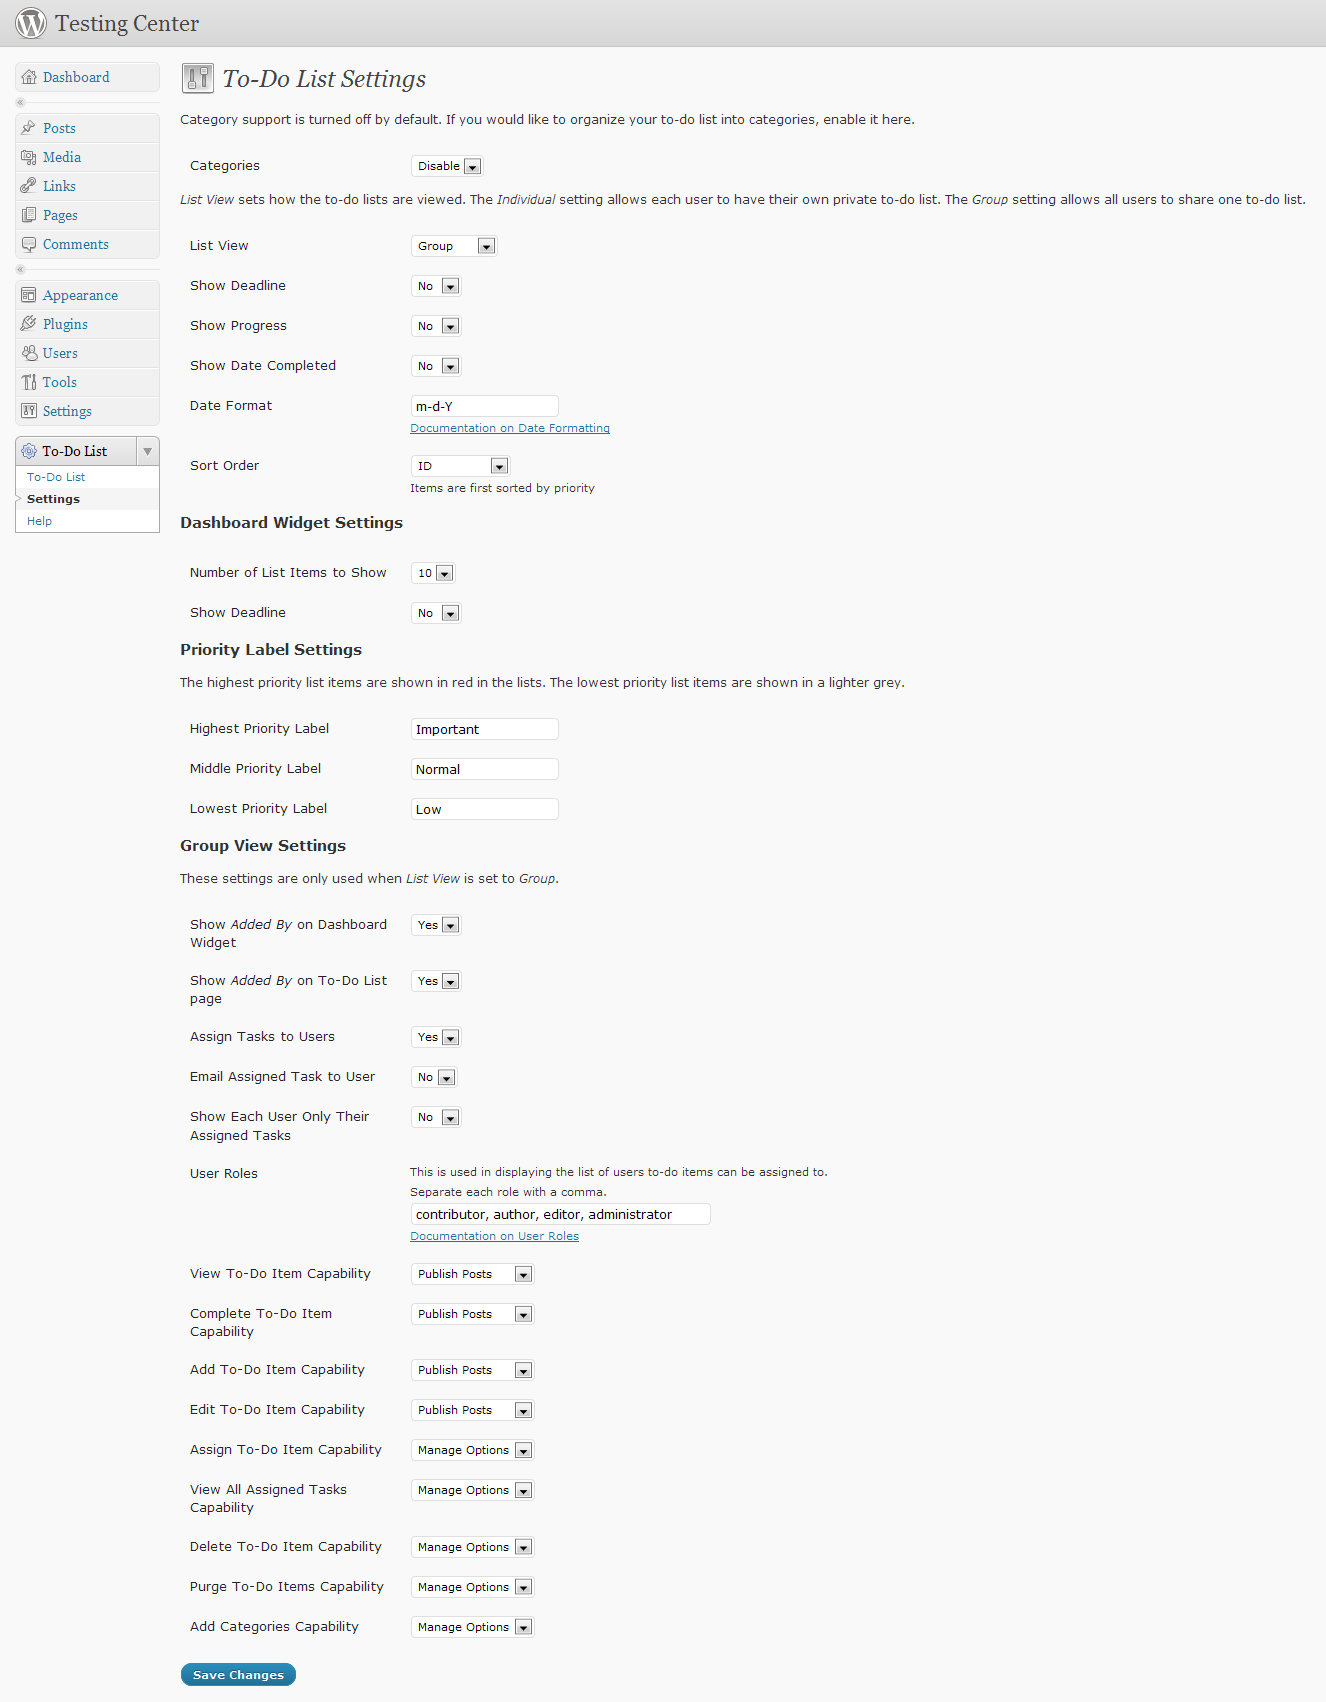 Testing Center
Dashboard
Posts
Media
Links
Pages
Comments
Appearance
Plugins
Users
Tools
Settings
To-Do List
To-Do List
Settings
Help
To-Do List Settings
Category support is turned off by default. If you would like to organize your to-do list into categories, enable it here.
Categories Disable
List View sets how the to-do lists are viewed. The Individual setting allows each user to have their own private to-do list. The Group setting allows all users to share one to-do list.
List View Group
Show Deadline No
Show Progress No
Show Date Completed No
Date Format m-d-Y
Documentation on Date Formatting
Sort Order ID
Items are first sorted by priority
Dashboard Widget Settings
Number of List Items to Show 10
Show Deadline No
Priority Label Settings
The highest priority list items are shown in red in the lists. The lowest priority list items are shown in a lighter grey.
Highest Priority Label Important
Middle Priority Label Normal
Lowest Priority Label Low
Group View Settings
These settings are only used when List View is set to Group.
Show Added By on Dashboard Yes
Widget
Show Added By on To-Do List Yes
page
Assign Tasks to Users Yes
Email Assigned Task to User No
Show Each User Only Their No
Assigned Tasks
User Roles This is used in displaying the list of users to-do items can be assigned to.
Separate each role with a comma.
contributor, author, editor, administrator
Documentation on User Roles
View To-Do Item Capability Publish Posts
Complete To-Do Item Publish Posts
Capability
Add To-Do Item Capability Publish Posts
Edit To-Do Item Capability Publish Posts
Assign To-Do Item Capability Manage Options
View All Assigned Tasks Manage Options
Capability
Delete To-Do Item Capability Manage Options
Purge To-Do Items Capability Manage Options
Add Categories Capability Manage Options
Save Changes